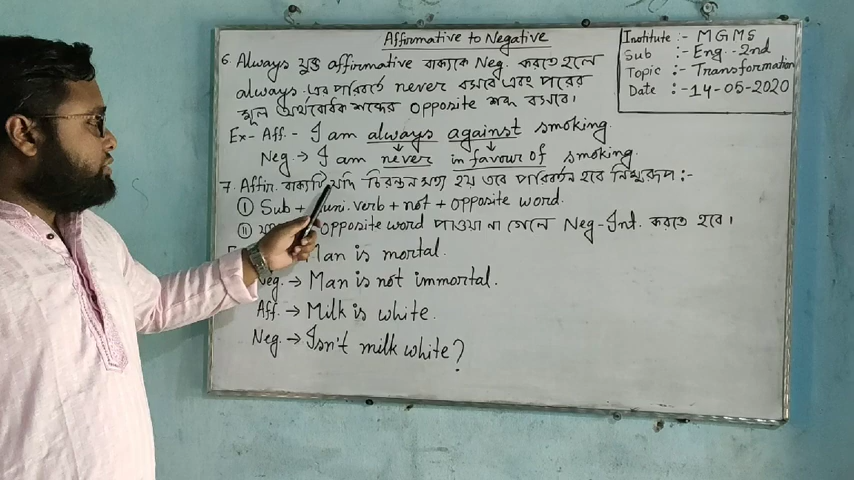 Affirmative to Negative
Institute :- MGMS
Sub :- Eng. 2nd
Topic :- Transformation
Date :- 14-05-2020
6. Always যুক্ত affirmative বাক্যকে Neg. করতে হলে
always এর পরিবর্তে never বসবে এবং পরের
মূল অর্থবোধক শব্দের opposite শব্দ বসবে।
Ex- Aff.- I am always against smoking.
Neg → I am never in favour of smoking.
7. Affir. বাক্যটি যদি চিরন্তন সত্য হয় তবে পরিবর্তন হবে নিম্নরূপ :-
(i) Sub + verb + not + opposite word.
(ii) opposite word পাওয়া না গেলে Neg-Int. করতে হবে।
Man is mortal.
Neg. → Man is not immortal.
Aff. → Milk is white.
Neg. → Isn't milk white?